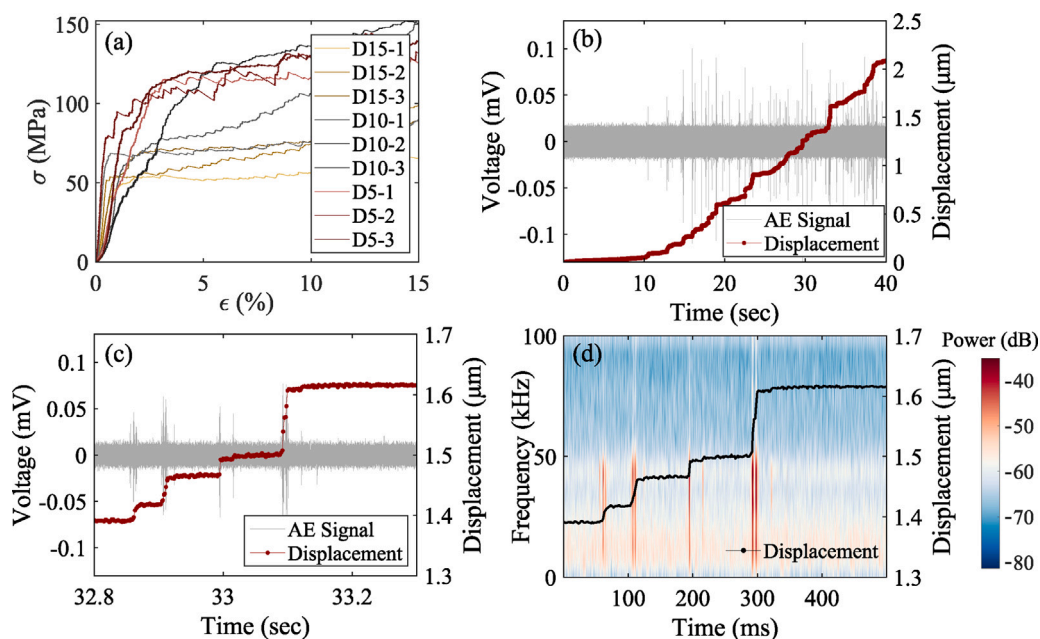 (a)
150
100
50
0
σ (MPa)
0
5
10
15
ϵ (%)
D15-1
D15-2
D15-3
D10-1
D10-2
D10-3
D5-1
D5-2
D5-3
(b)
0.1
0.05
0
-0.05
-0.1
Voltage (mV)
2.5
2
1.5
1
0.5
0
Displacement (μm)
AE Signal
Displacement
0
10
20
30
40
Time (sec)
(c)
0.1
0.05
0
-0.05
-0.1
Voltage (mV)
1.7
1.6
1.5
1.4
1.3
Displacement (μm)
AE Signal
Displacement
32.8
33
33.2
Time (sec)
(d)
100
50
0
Frequency (kHz)
1.7
1.6
1.5
1.4
1.3
Displacement (μm)
Displacement
100
200
300
400
Time (ms)
Power (dB)
-40
-50
-60
-70
-80